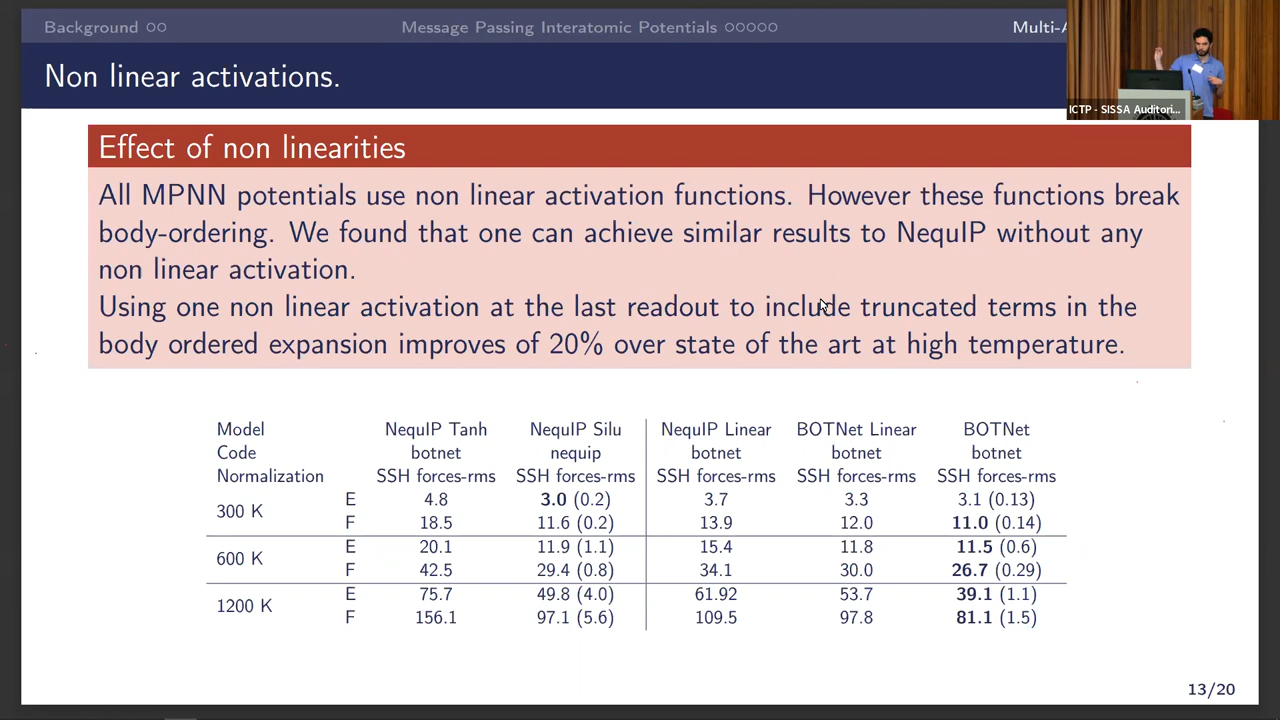 Background
Message Passing Interatomic Potentials
Multi-A
Non linear activations.
ICTP - SISSA Auditori...
Effect of non linearities
All MPNN potentials use non linear activation functions. However these functions break
body-ordering. We found that one can achieve similar results to NequIP without any
non linear activation.
Using one non linear activation at the last readout to include truncated terms in the
body ordered expansion improves of 20% over state of the art at high temperature.
Model NequIP Tanh NequIP Silu NequIP Linear BOTNet Linear BOTNet
Code botnet nequip botnet botnet botnet
Normalization SSH forces-rms SSH forces-rms SSH forces-rms SSH forces-rms SSH forces-rms
300 K E 4.8 3.0 (0.2) 3.7 3.3 3.1 (0.13)
F 18.5 11.6 (0.2) 13.9 12.0 11.0 (0.14)
600 K E 20.1 11.9 (1.1) 15.4 11.8 11.5 (0.6)
F 42.5 29.4 (0.8) 34.1 30.0 26.7 (0.29)
1200 K E 75.7 49.8 (4.0) 61.92 53.7 39.1 (1.1)
F 156.1 97.1 (5.6) 109.5 97.8 81.1 (1.5)
13/20